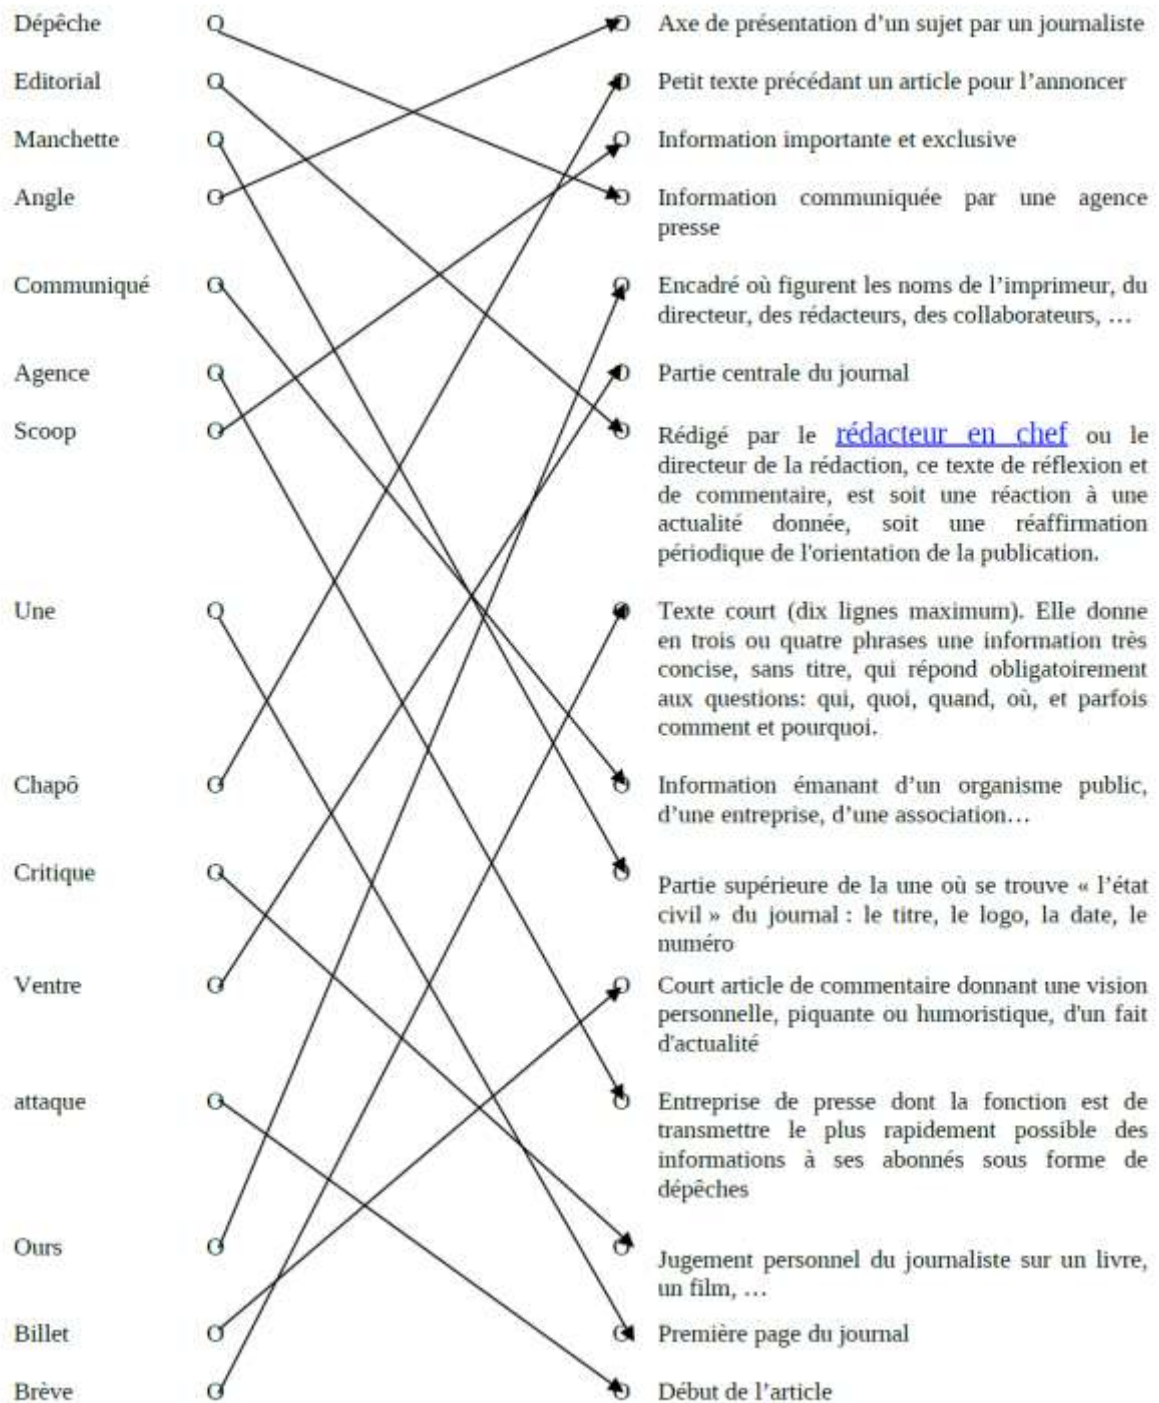 Dépêche O O Axe de présentation d’un sujet par un journaliste
Editorial O O Petit texte précédant un article pour l’annoncer
Manchette O O Information importante et exclusive
Angle O O Information communiquée par une agence
presse
Communiqué O O Encadré où figurent les noms de l’imprimeur, du
directeur, des rédacteurs, des collaborateurs, …
Agence O O Partie centrale du journal
Scoop O O Rédigé par le rédacteur en chef ou le
directeur de la rédaction, ce texte de réflexion et
de commentaire, est soit une réaction à une
actualité donnée, soit une réaffirmation
périodique de l'orientation de la publication.
Une O O Texte court (dix lignes maximum). Elle donne
en trois ou quatre phrases une information très
concise, sans titre, qui répond obligatoirement
aux questions: qui, quoi, quand, où, et parfois
comment et pourquoi.
Chapô O O Information émanant d’un organisme public,
d’une entreprise, d’une association…
Critique O O Partie supérieure de la une où se trouve « l’état
civil » du journal : le titre, le logo, la date, le
numéro
Ventre O O Court article de commentaire donnant une vision
personnelle, piquante ou humoristique, d'un fait
d'actualité
attaque O O Entreprise de presse dont la fonction est de
transmettre le plus rapidement possible des
informations à ses abonnés sous forme de
dépêches
Ours O O Jugement personnel du journaliste sur un livre,
un film, …
Billet O O Première page du journal
Brève O O Début de l’article